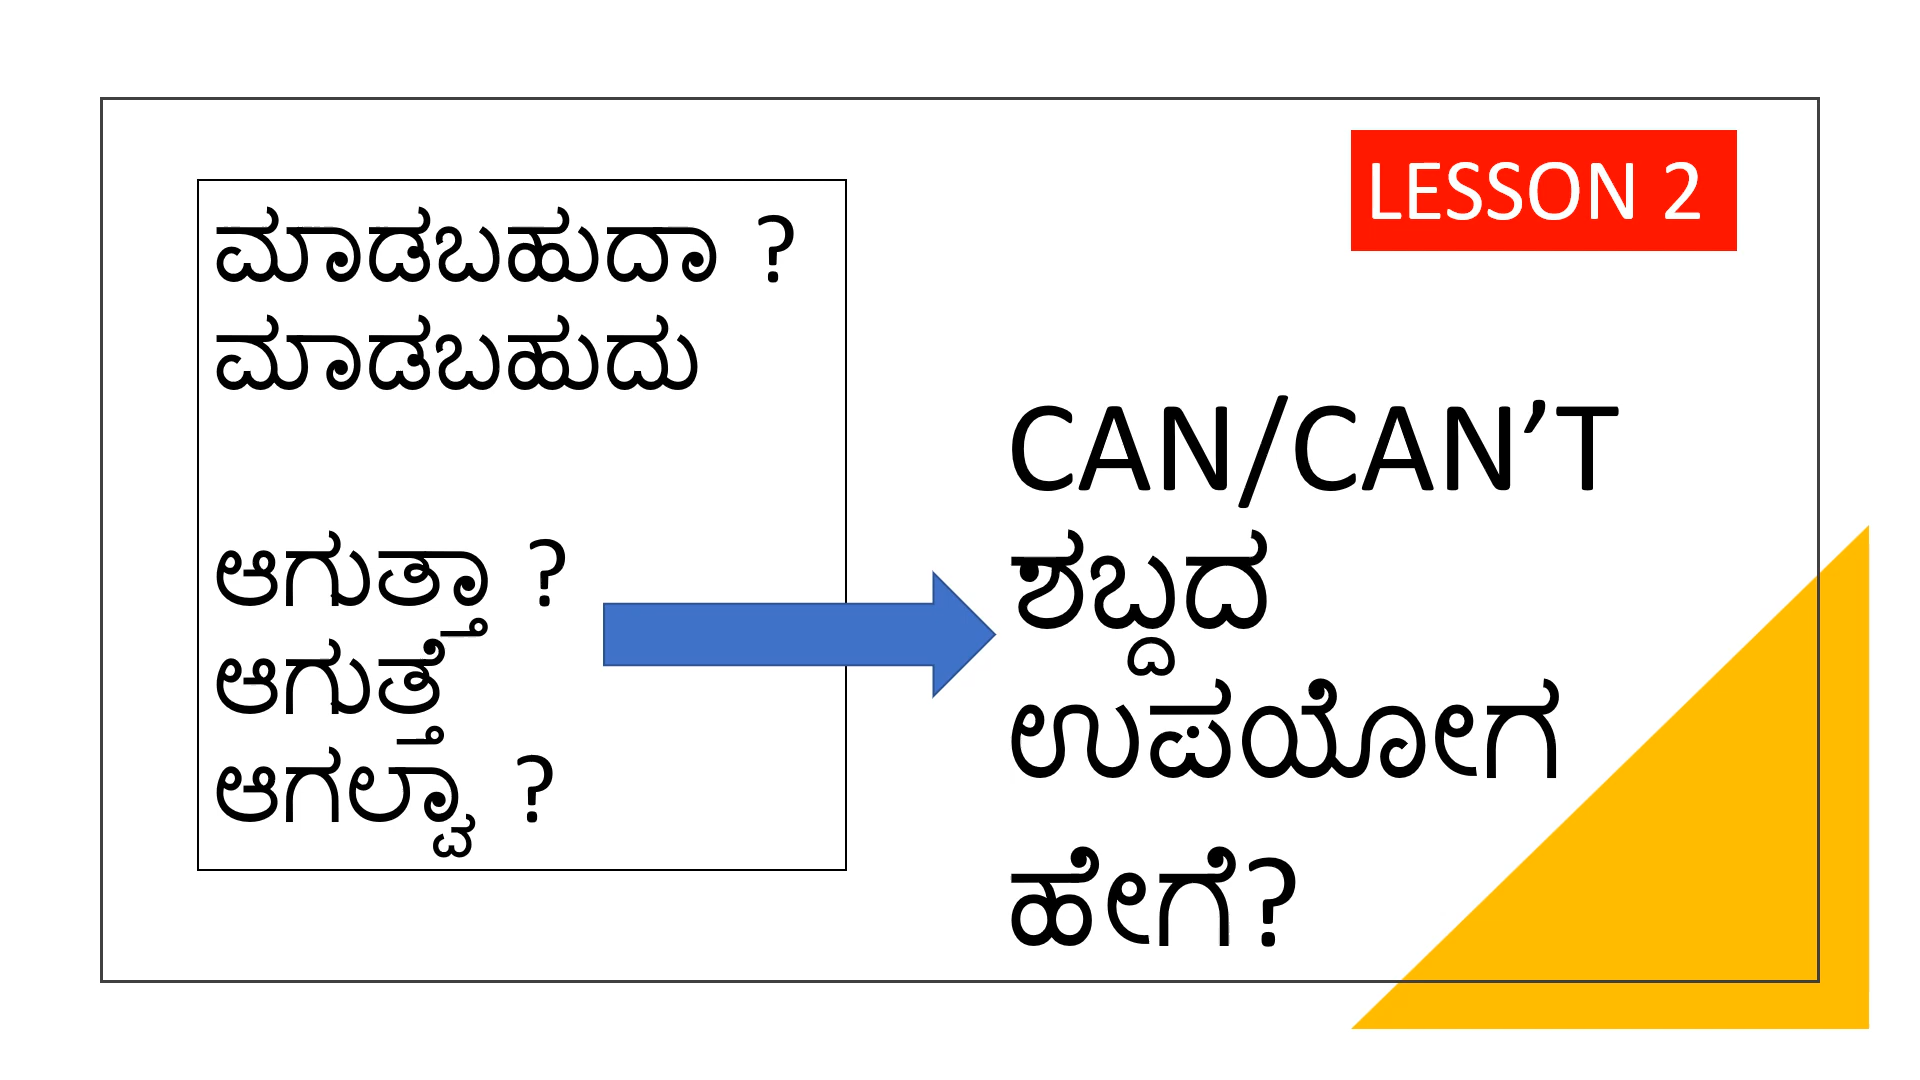 LESSON 2
ಮಾಡಬಹುದಾ ?
ಮಾಡಬಹುದು
ಆಗುತ್ತಾ ?
ಆಗುತ್ತೆ
ಆಗಲ್ವಾ ?
CAN/CAN’T
ಶಬ್ದದ
ಉಪಯೋಗ
ಹೇಗೆ?